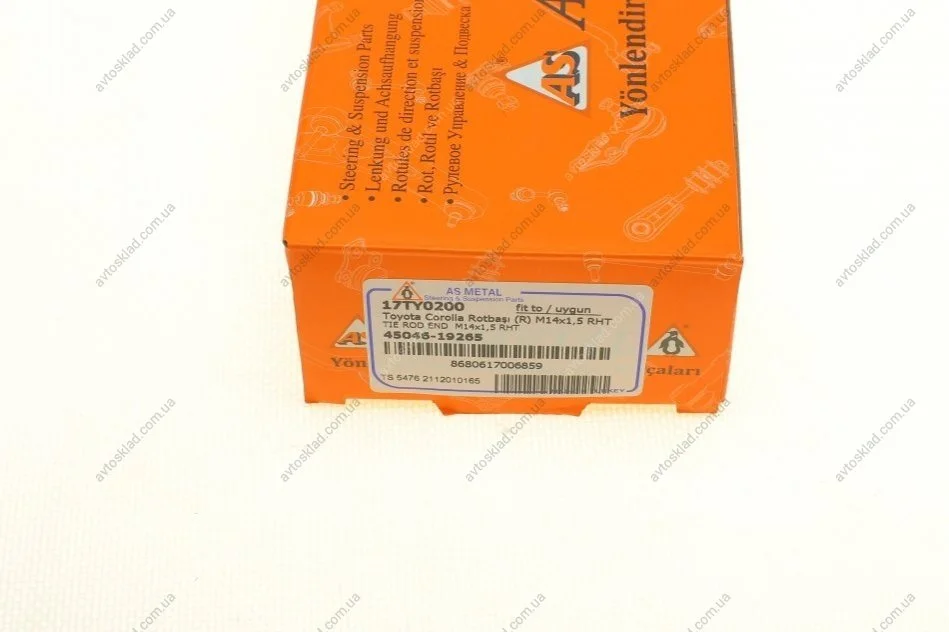 • Steering & Suspension Parts
• Lenkung und Achsaufhangung
• Rotules de direction et suspension
• Rot, Rotil ve Rotbaşı
• Рулевое Управление & Подвеска
AS
Yönlendir
AS METAL
Steering & Suspension Parts
17TY0200 fit to / uygun
Toyota Corolla Rotbaşı (R) M14x1,5 RHT
TIE ROD END M14x1,5 RHT
45046-19265
8680617006859
TS 5476 2112010165
Yön
çaları
avtosklad.com.ua